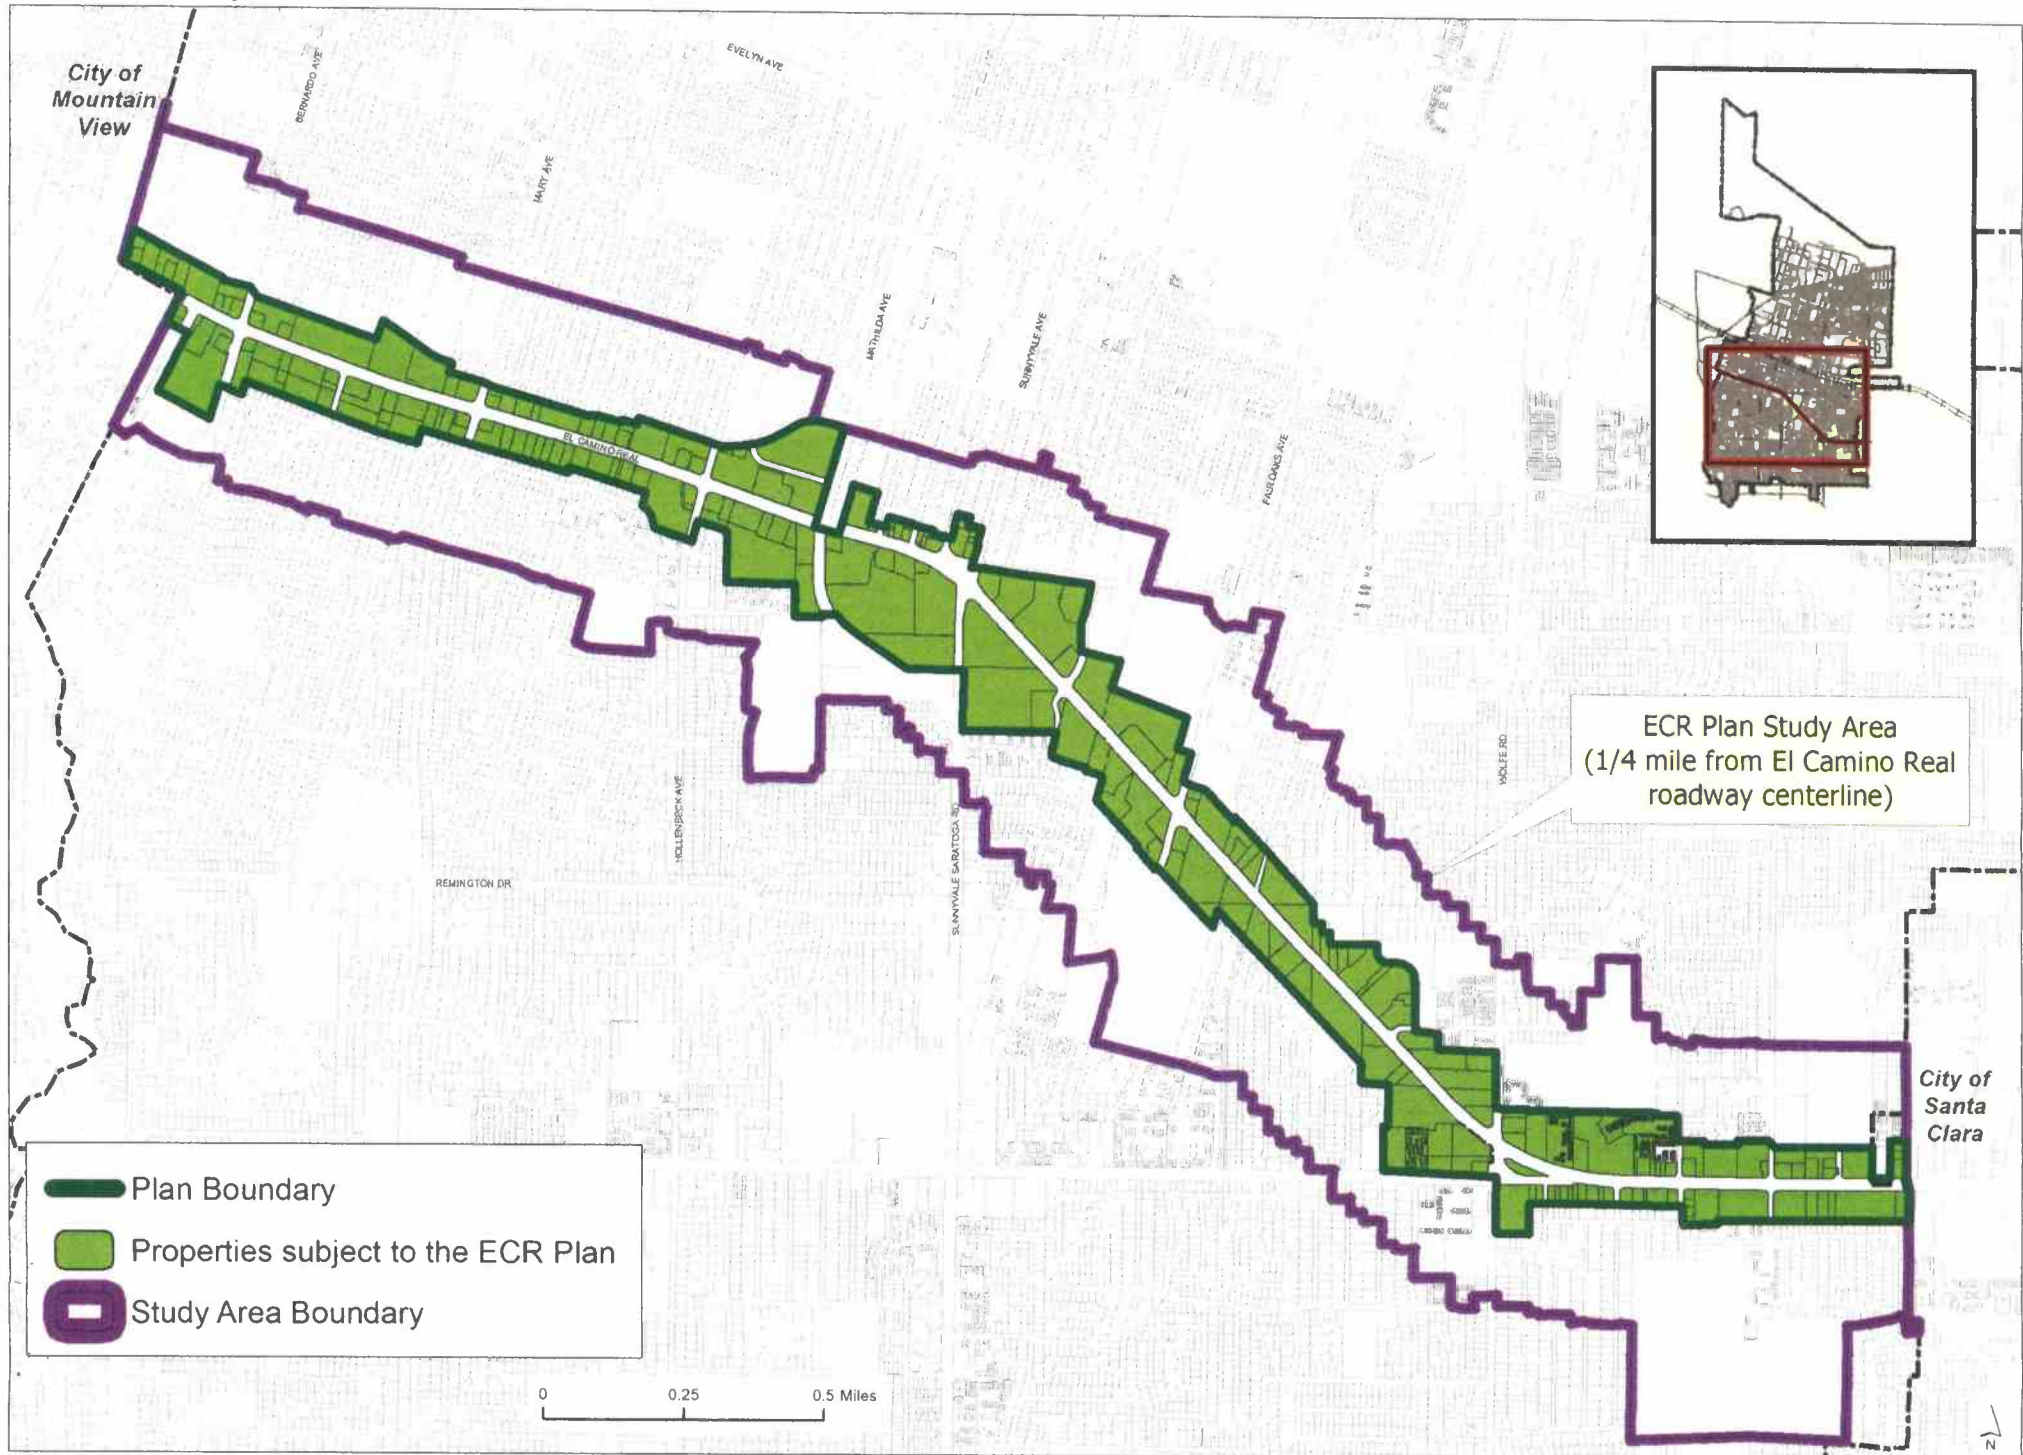 City of
Mountain
View
BERNARDO AVE
EVELYN AVE
MARY AVE
MATHILDA AVE
SUNNYVALE AVE
FAIR OAKS AVE
EL CAMINO REAL
WOLFE RD
ECR Plan Study Area
(1/4 mile from El Camino Real
roadway centerline)
HOLLENBECK AVE
SUNNYVALE SARATOGA RD
REMINGTON DR
City of
Santa
Clara
Plan Boundary
Properties subject to the ECR Plan
Study Area Boundary
0 0.25 0.5 Miles
N